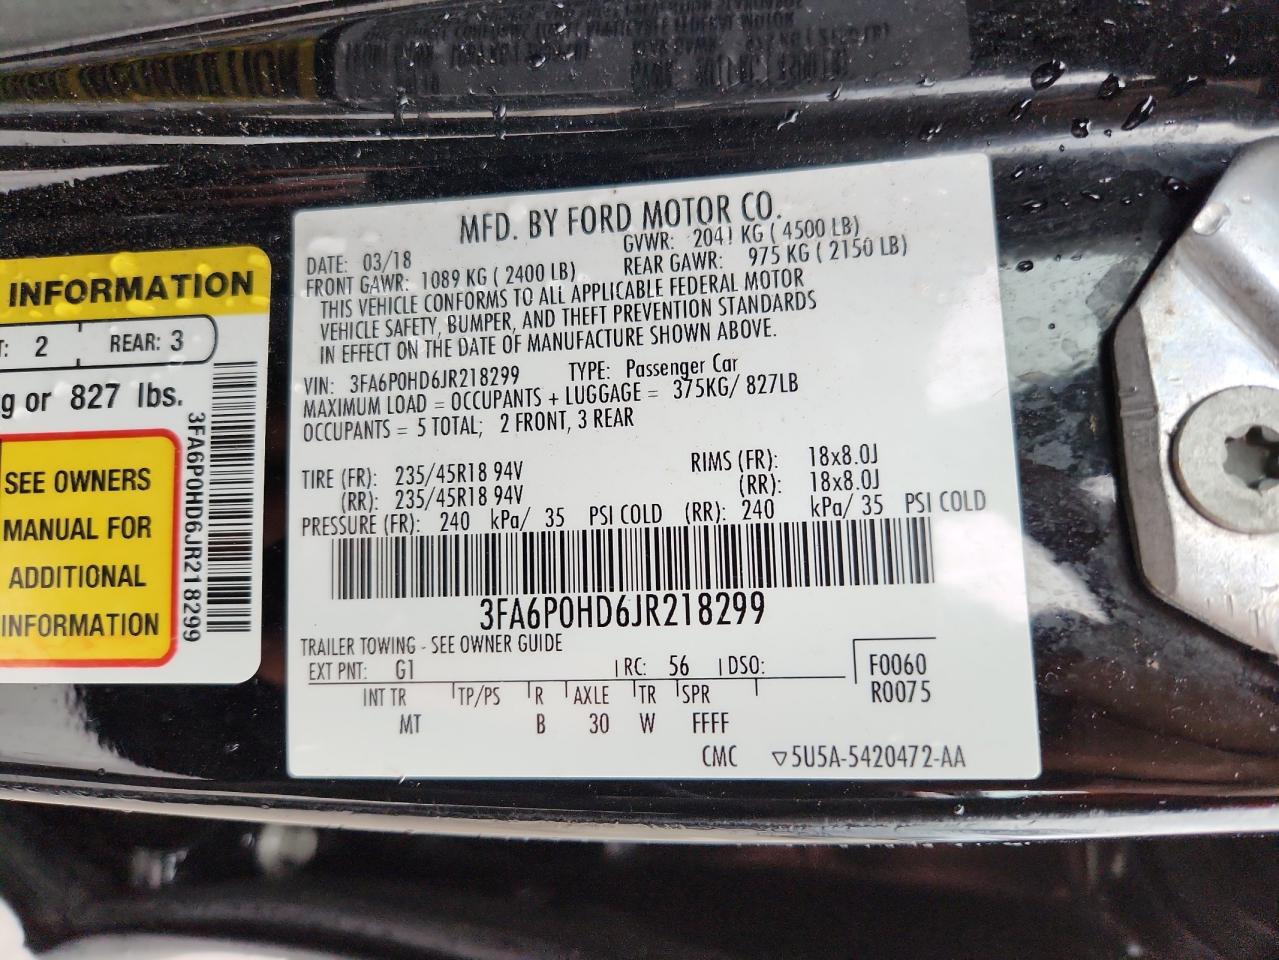 MFD. BY FORD MOTOR CO.
DATE: 03/18 GVWR: 2041 KG ( 4500 LB)
FRONT GAWR: 1089 KG ( 2400 LB) REAR GAWR: 975 KG ( 2150 LB)
THIS VEHICLE CONFORMS TO ALL APPLICABLE FEDERAL MOTOR
VEHICLE SAFETY, BUMPER, AND THEFT PREVENTION STANDARDS
IN EFFECT ON THE DATE OF MANUFACTURE SHOWN ABOVE.
VIN: 3FA6P0HD6JR218299 TYPE: Passenger Car
MAXIMUM LOAD = OCCUPANTS + LUGGAGE = 375KG/ 827LB
OCCUPANTS = 5 TOTAL; 2 FRONT, 3 REAR
TIRE (FR): 235/45R18 94V RIMS (FR): 18x8.0J
(RR): 235/45R18 94V (RR): 18x8.0J
PRESSURE (FR): 240 kPa/ 35 PSI COLD (RR): 240 kPa/ 35 PSI COLD
3FA6P0HD6JR218299
TRAILER TOWING - SEE OWNER GUIDE
EXT PNT: G1 RC: 56 DSO: F0060
INT TR TP/PS R AXLE TR SPR R0075
MT B 30 W FFFF
CMC ▽5U5A-5420472-AA
INFORMATION
T: 2 REAR: 3
g or 827 lbs.
SEE OWNERS
MANUAL FOR
ADDITIONAL
INFORMATION
3FA6P0HD6JR218299